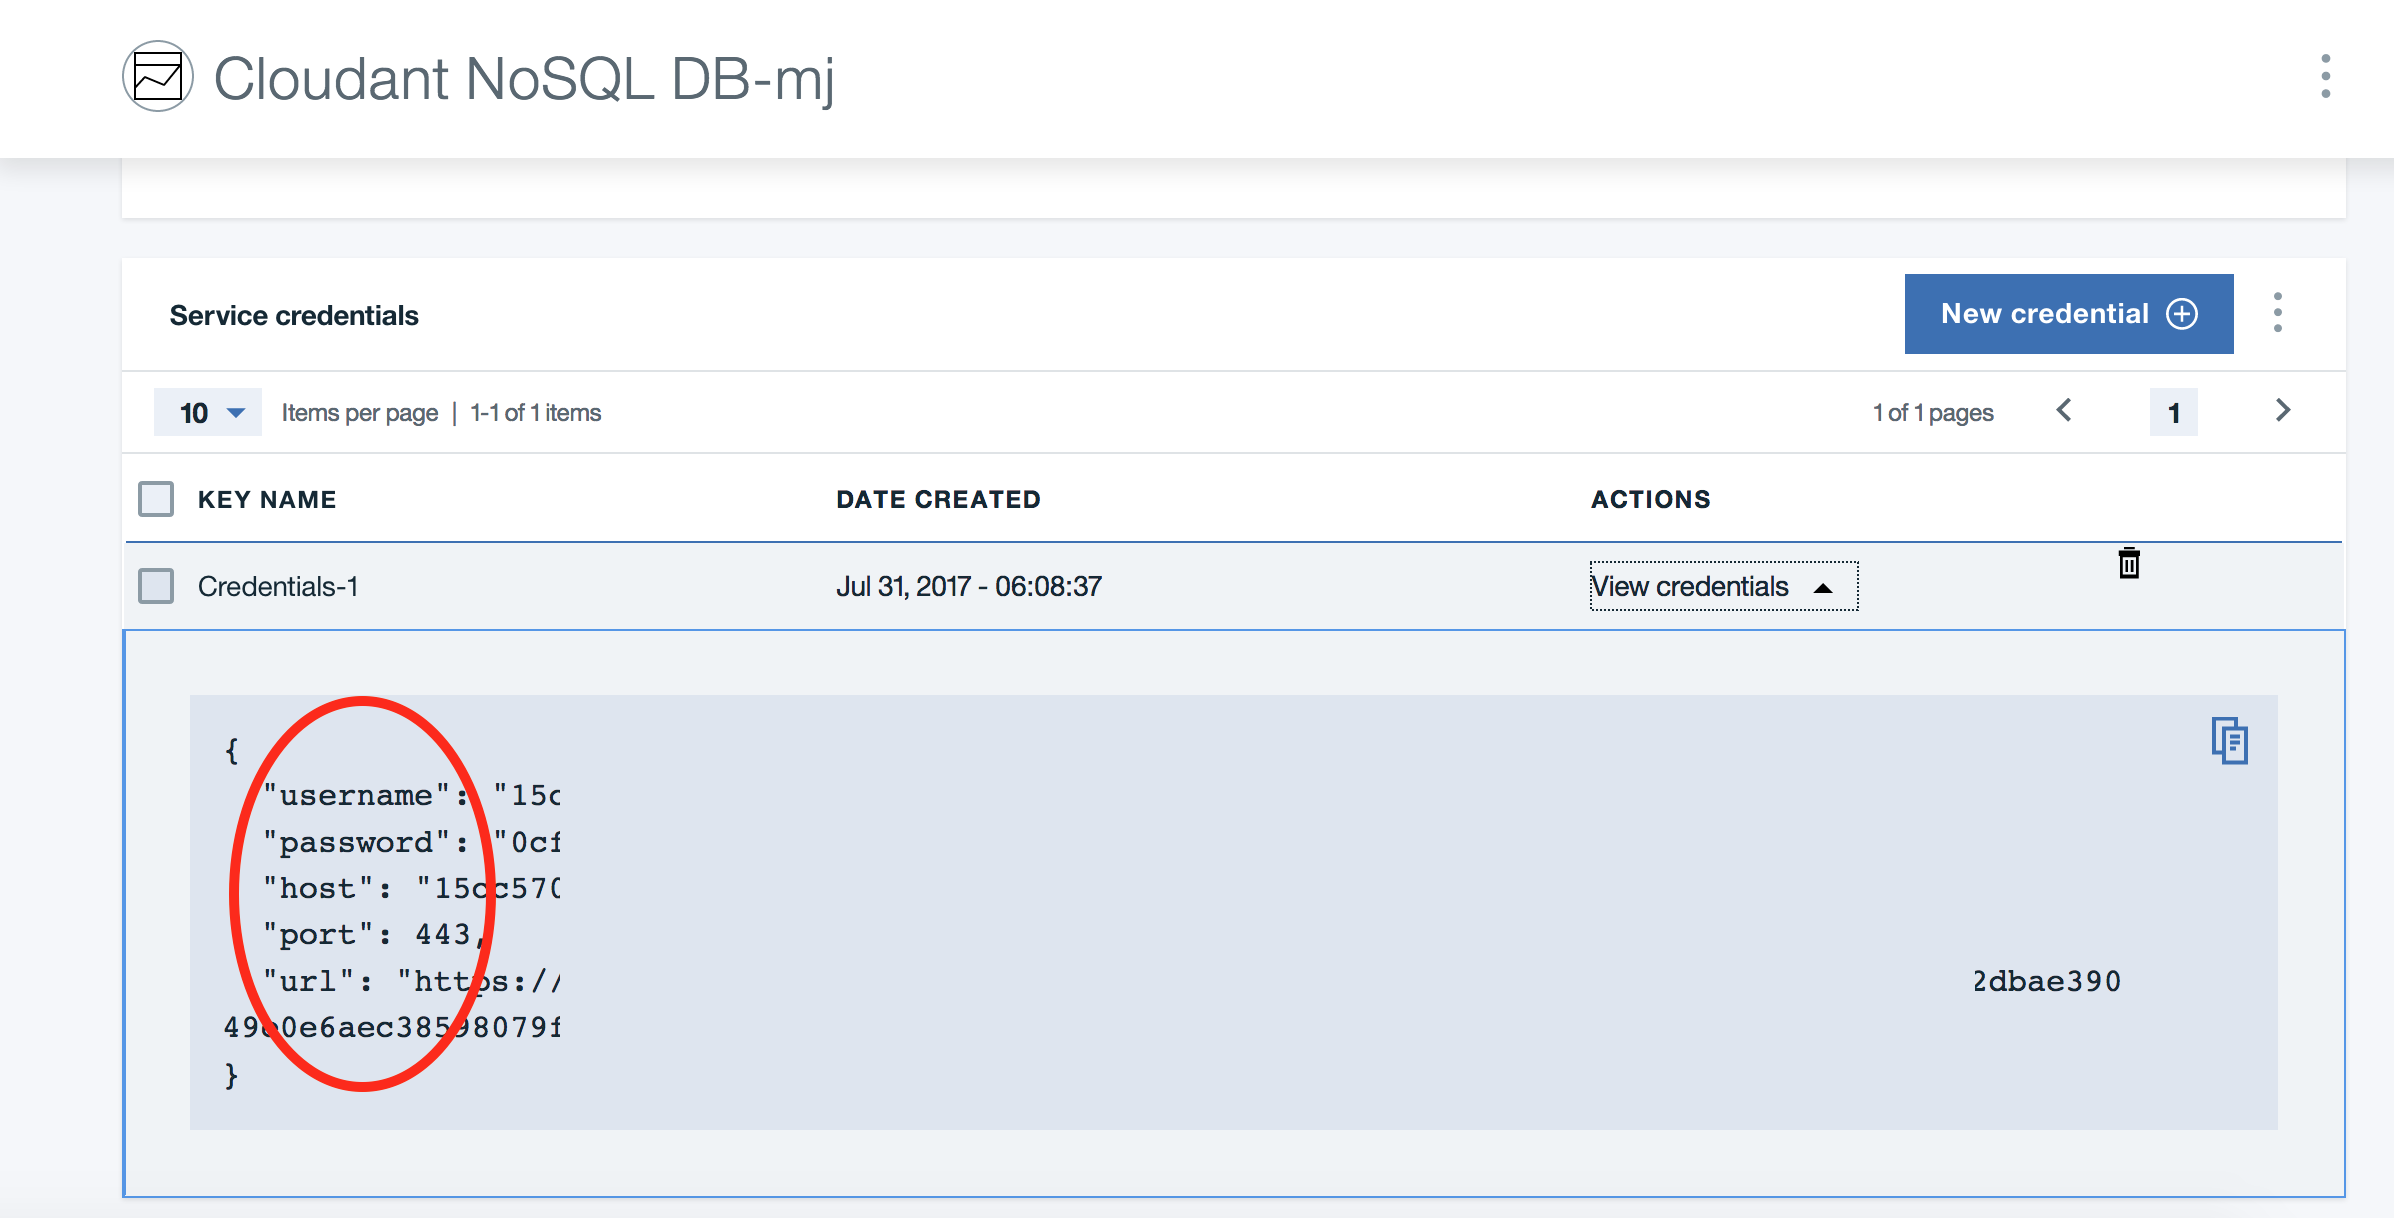 Cloudant NoSQL DB-mj
Service credentials
New credential
10 Items per page | 1-1 of 1 items 1 of 1 pages 1
KEY NAME DATE CREATED ACTIONS
Credentials-1 Jul 31, 2017 - 06:08:37 View credentials
{
"username": "15c
"password": "0cf
"host": "15cc570
"port": 443,
"url": "https:// 2dbae390
49e0e6aec38598079f
}